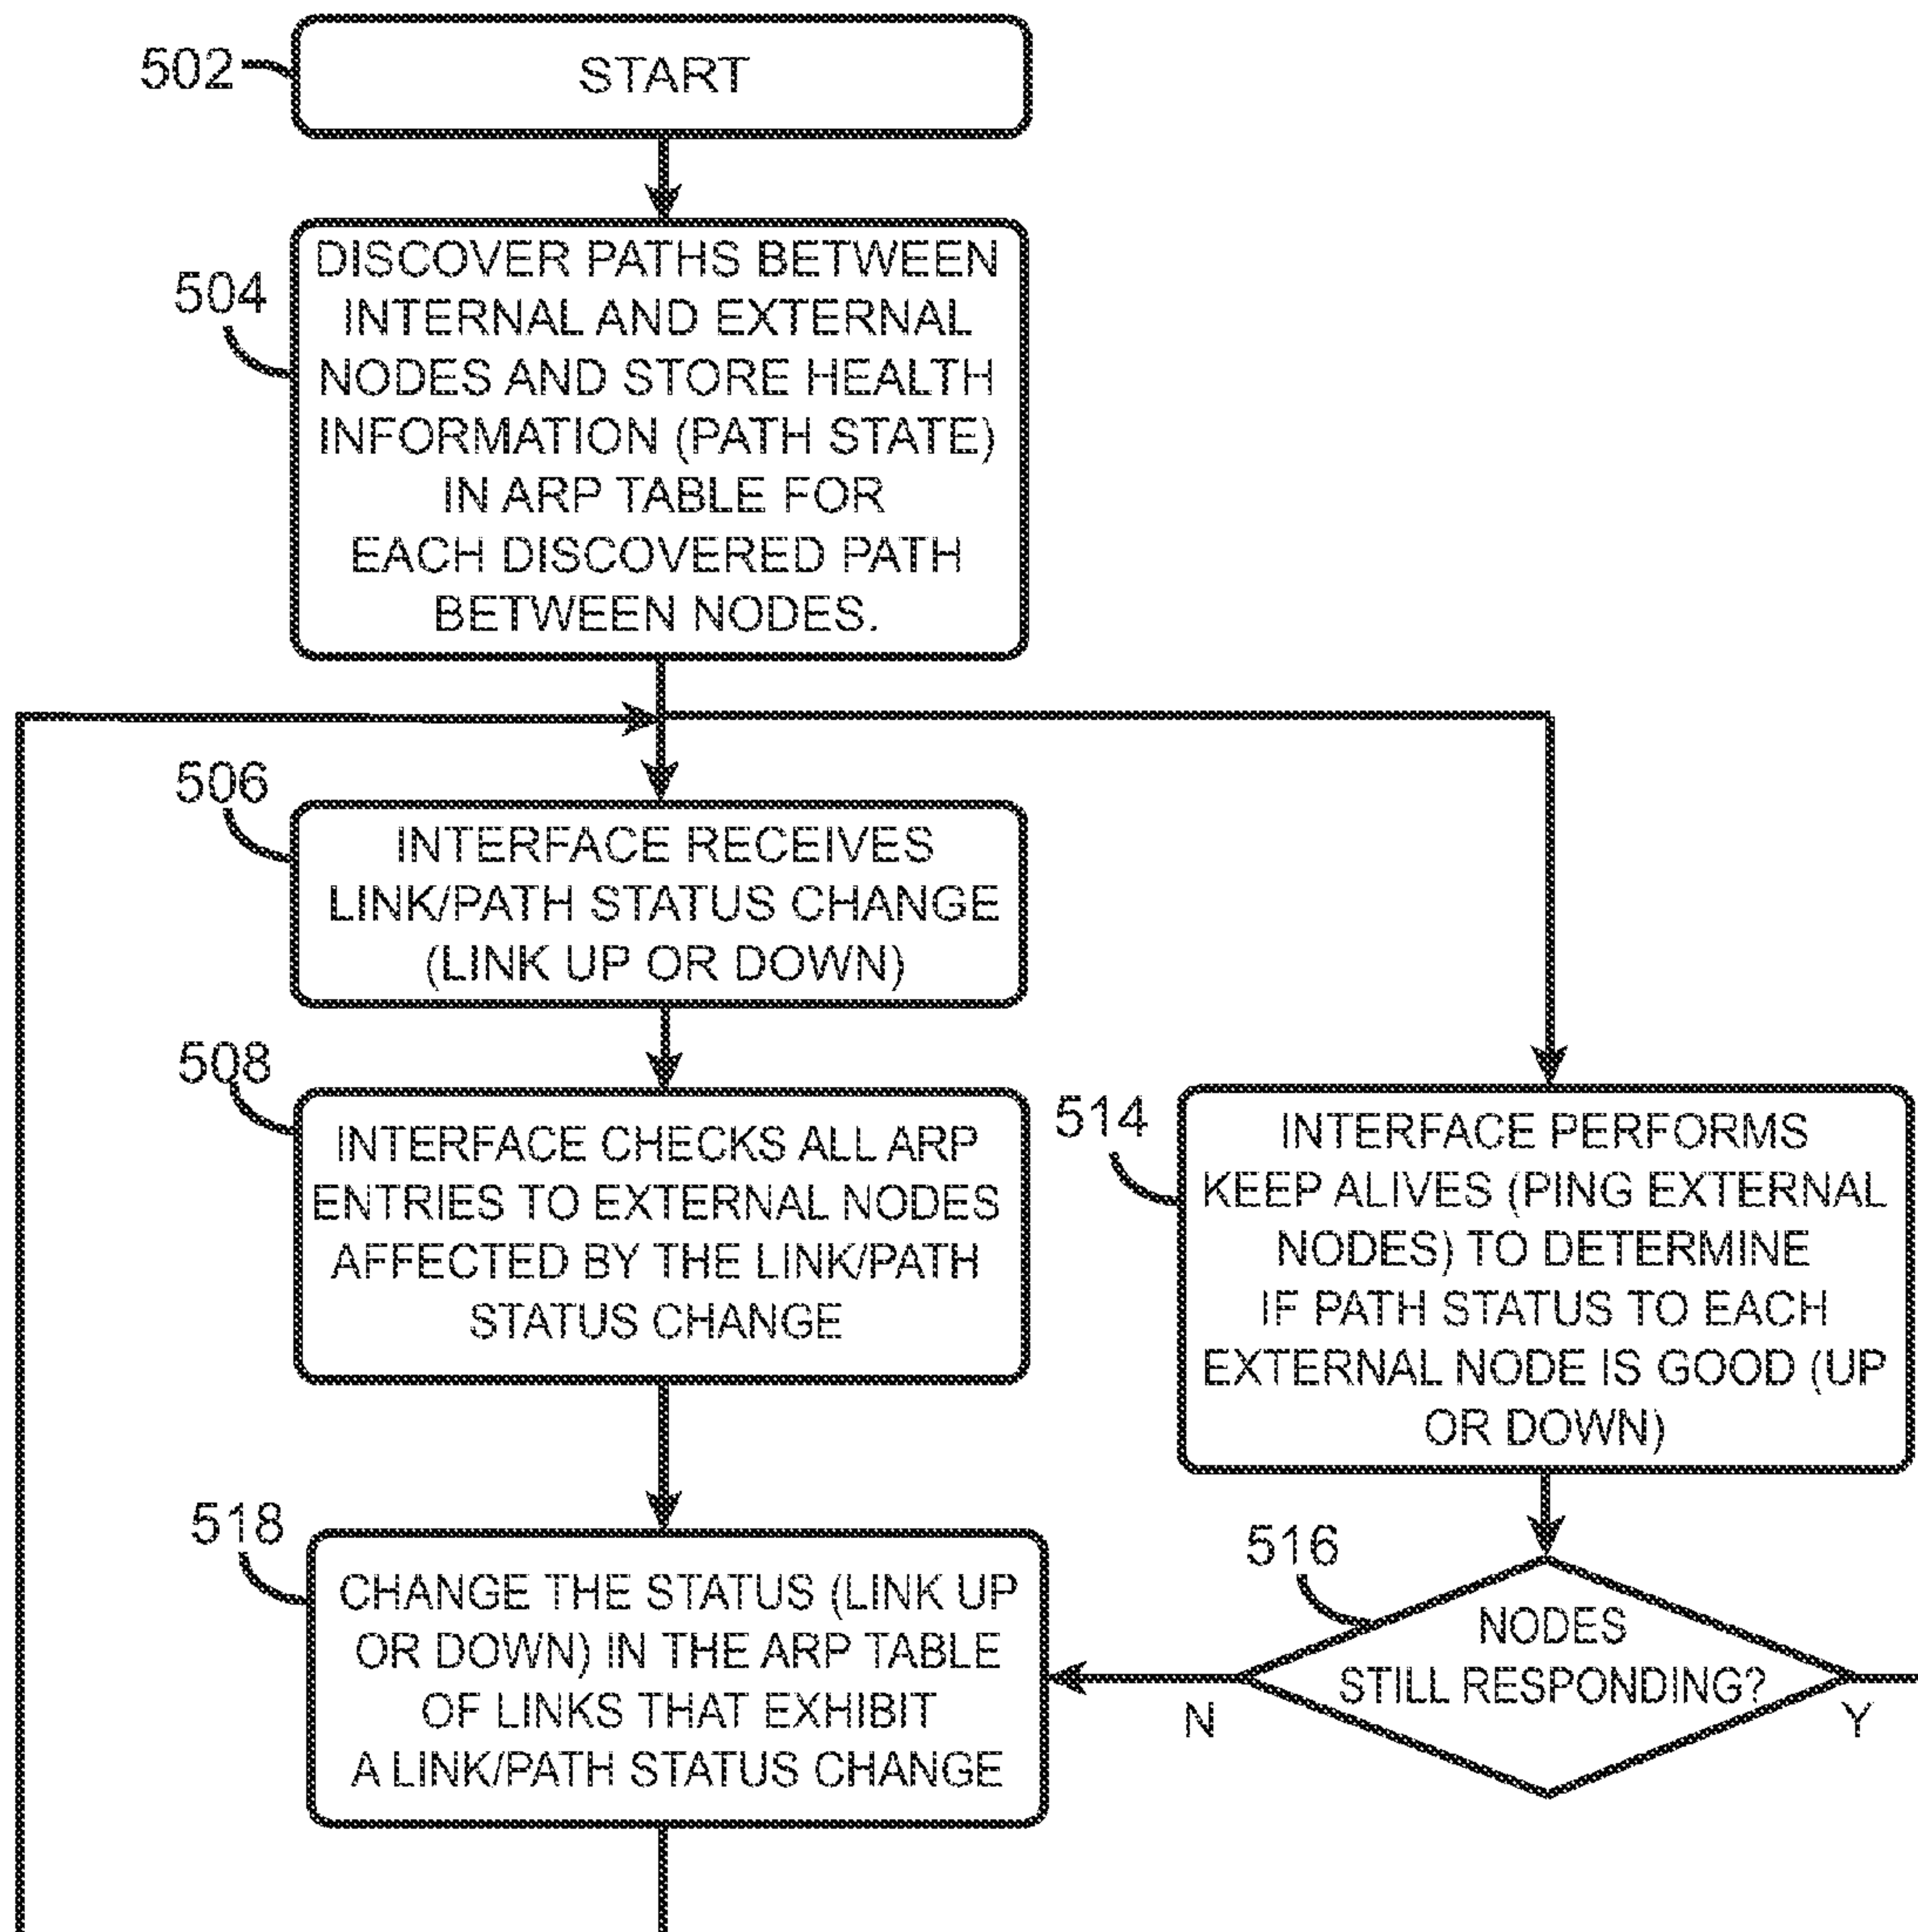 502
START
504
DISCOVER PATHS BETWEEN
INTERNAL AND EXTERNAL
NODES AND STORE HEALTH
INFORMATION (PATH STATE)
IN ARP TABLE FOR
EACH DISCOVERED PATH
BETWEEN NODES.
506
INTERFACE RECEIVES
LINK/PATH STATUS CHANGE
(LINK UP OR DOWN)
508
INTERFACE CHECKS ALL ARP
ENTRIES TO EXTERNAL NODES
AFFECTED BY THE LINK/PATH
STATUS CHANGE
514
INTERFACE PERFORMS
KEEP ALIVES (PING EXTERNAL
NODES) TO DETERMINE
IF PATH STATUS TO EACH
EXTERNAL NODE IS GOOD (UP
OR DOWN)
518
CHANGE THE STATUS (LINK UP
OR DOWN) IN THE ARP TABLE
OF LINKS THAT EXHIBIT
A LINK/PATH STATUS CHANGE
516
NODES
STILL RESPONDING?
N
Y